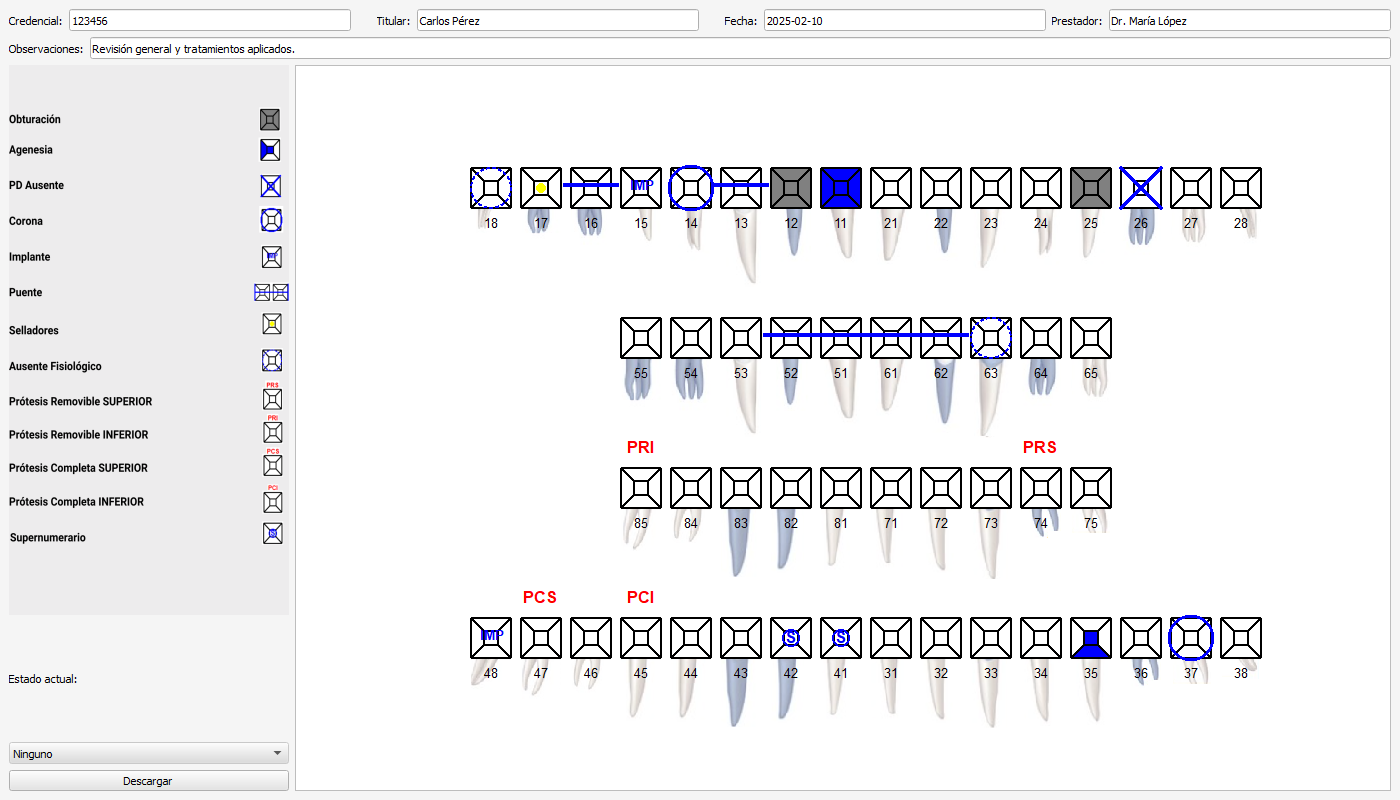 Credencial: 123456 Titular: Carlos Pérez Fecha: 2025-02-10 Prestador: Dr. María López
Observaciones: Revisión general y tratamientos aplicados.
Obturación
Agenesia
PD Ausente
Corona
Implante IMP
Puente
Selladores
Ausente Fisiológico
PRS
Prótesis Removible SUPERIOR
PRI
Prótesis Removible INFERIOR
PCS
Prótesis Completa SUPERIOR
PCI
Prótesis Completa INFERIOR
Supernumerario S
Estado actual:
Ninguno
Descargar
IMP
18 17 16 15 14 13 12 11 21 22 23 24 25 26 27 28
55 54 53 52 51 61 62 63 64 65
PRI PRS
85 84 83 82 81 71 72 73 74 75
PCS PCI
IMP S S
48 47 46 45 44 43 42 41 31 32 33 34 35 36 37 38